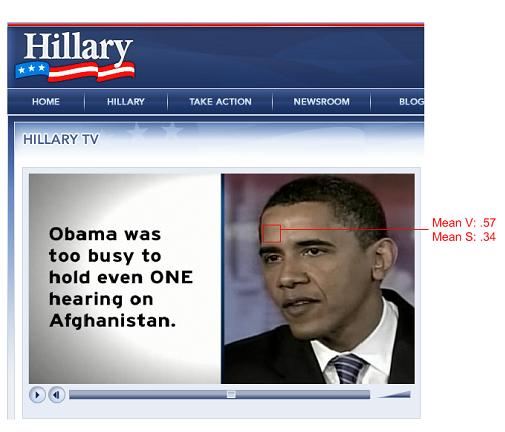 Hillary
HOME HILLARY TAKE ACTION NEWSROOM BLOG
HILLARY TV
Obama was
too busy to
hold even ONE
hearing on
Afghanistan.
Mean V: .57
Mean S: .34